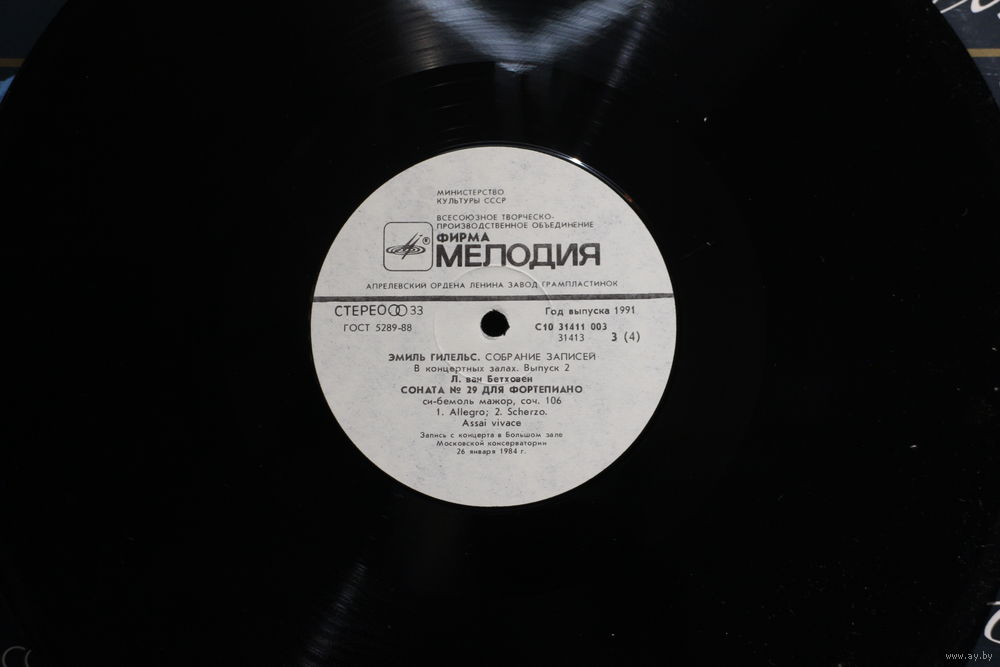 МИНИСТЕРСТВО
КУЛЬТУРЫ СССР
ВСЕСОЮЗНОЕ ТВОРЧЕСКО-
ПРОИЗВОДСТВЕННОЕ ОБЪЕДИНЕНИЕ
ФИРМА
®
МЕЛОДИЯ
АПРЕЛЕВСКИЙ ОРДЕНА ЛЕНИНА ЗАВОД ГРАМПЛАСТИНОК
СТЕРЕО 33
Год выпуска 1991
ГОСТ 5289-88
С10 31411 003
31413
3 (4)
ЭМИЛЬ ГИЛЕЛЬС. СОБРАНИЕ ЗАПИСЕЙ
В концертных залах. Выпуск 2
Л. ван Бетховен
СОНАТА № 29 ДЛЯ ФОРТЕПИАНО
си-бемоль мажор, соч. 106
1. Allegro; 2. Scherzo.
Assai vivace
Запись с концерта в Большом зале
Московской консерватории
26 января 1984 г.
www.ay.by